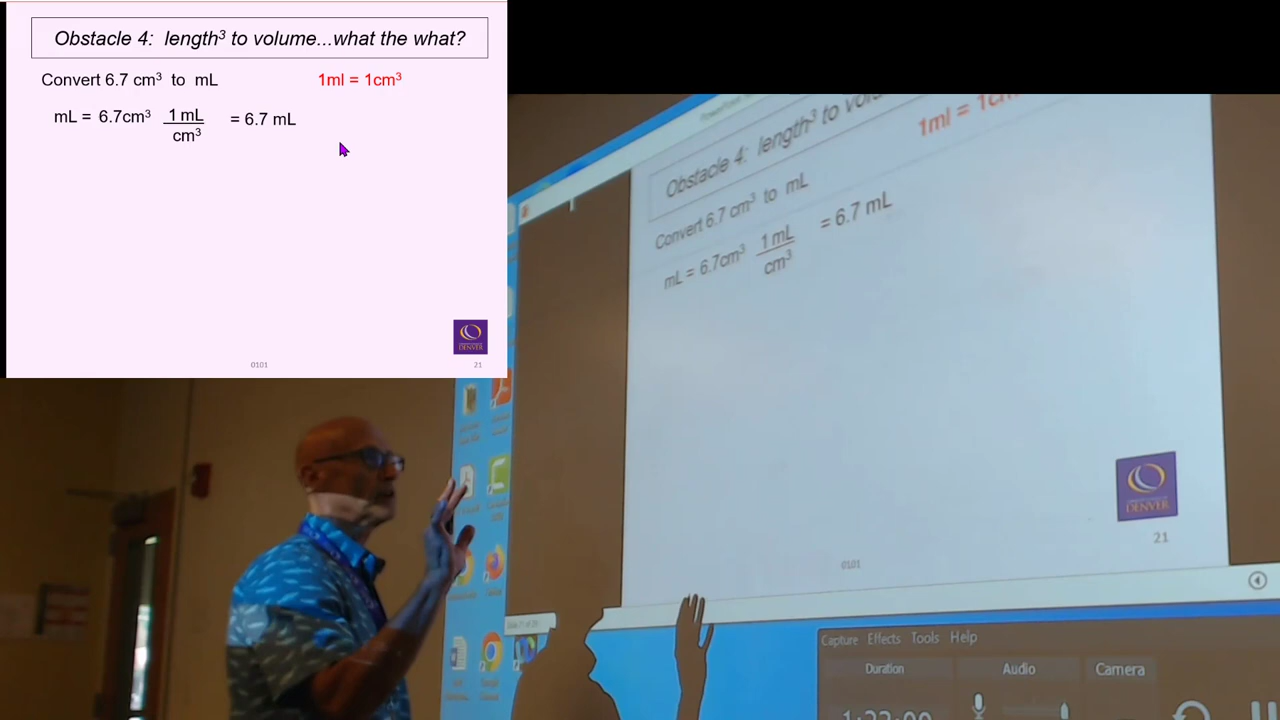 Obstacle 4: length³ to volume...what the what?
Convert 6.7 cm³ to mL 1ml = 1cm³
mL = 6.7cm³ 1 mL = 6.7 mL
cm³
DENVER
0101 21
Obstacle 4: length³ to
1ml = 1c
Convert 6.7 cm³ to mL
mL = 6.7cm³ 1 mL = 6.7 mL
cm³
DENVER
21
0101
Capture Effects Tools Help
Duration Audio Camera